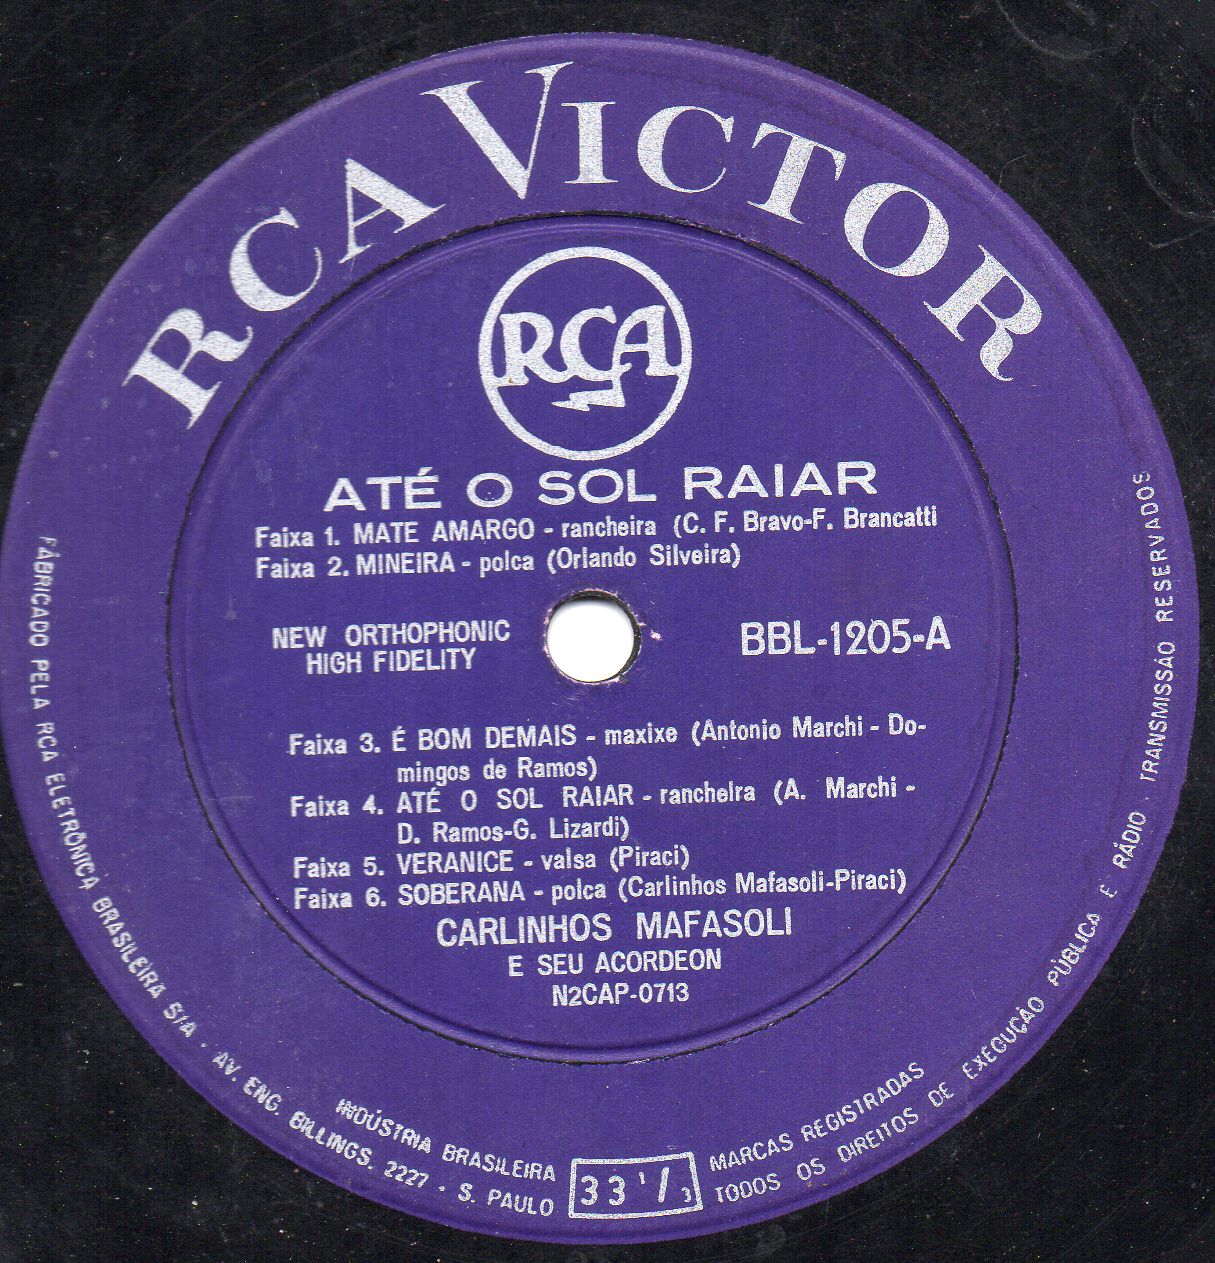 RCA VICTOR
RCA
ATÉ O SOL RAIAR
Faixa 1. MATE AMARGO - rancheira (C. F. Bravo-F. Brancatti
Faixa 2. MINEIRA - polca (Orlando Silveira)
NEW ORTHOPHONIC
HIGH FIDELITY
BBL-1205-A
Faixa 3. É BOM DEMAIS - maxixe (Antonio Marchi - Do-
mingos de Ramos)
Faixa 4. ATÉ O SOL RAIAR - rancheira (A. Marchi -
D. Ramos-G. Lizardi)
Faixa 5. VERANICE - valsa (Piraci)
Faixa 6. SOBERANA - polca (Carlinhos Mafasoli-Piraci)
CARLINHOS MAFASOLI
E SEU ACORDEON
N2CAP-0713
FÁBRICADO PELA RCA ELETRÔNICA BRASILEIRA S/A · AV. ENG. BILLINGS, 2227 · S. PAULO
INDÚSTRIA BRASILEIRA
33 1/3
MARCAS REGISTRADAS
TODOS OS DIREITOS DE EXECUÇÃO PÚBLICA E RÁDIO · TRANSMISSÃO RESERVADOS